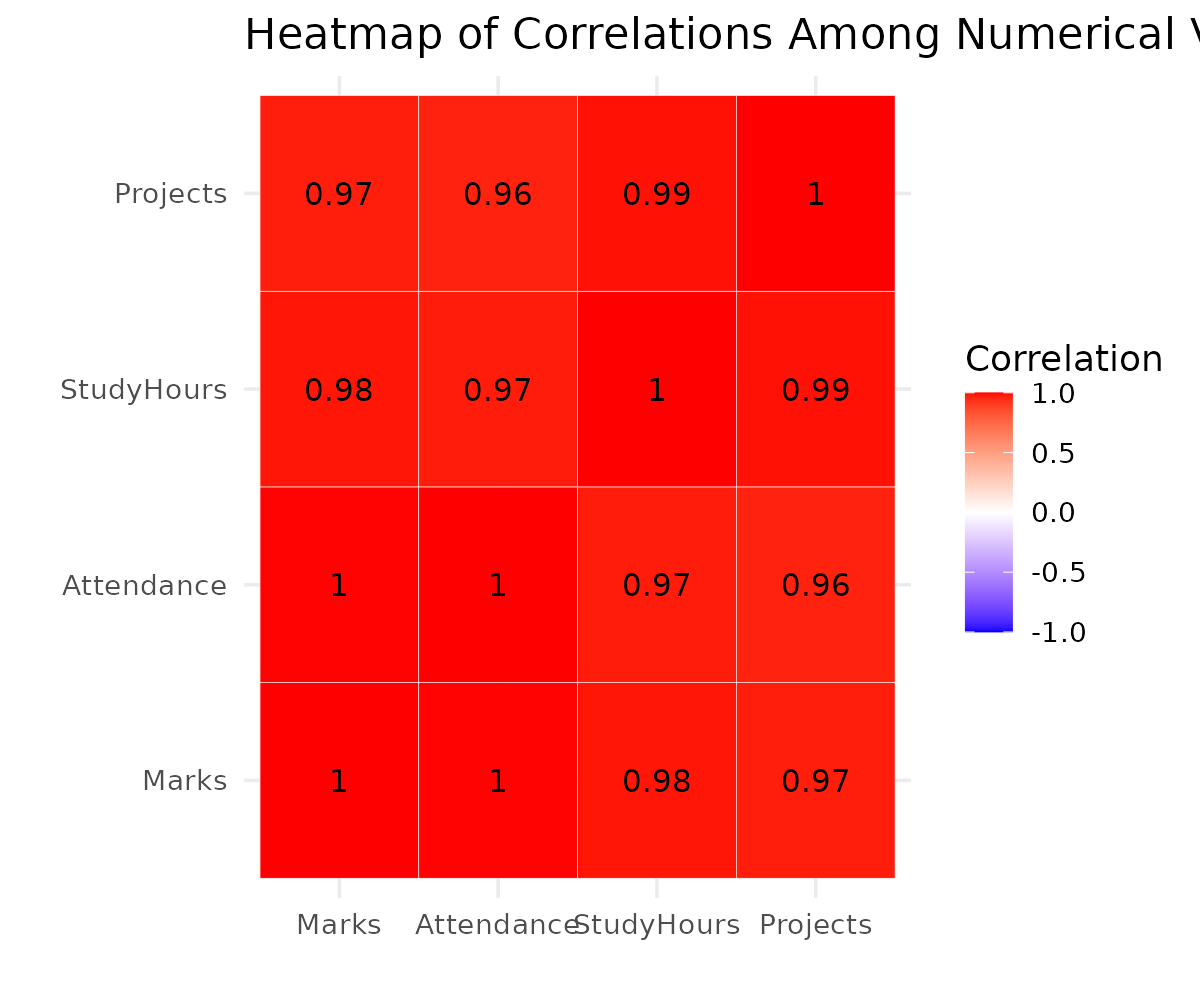 Heatmap of Correlations Among Numerical V
Projects 0.97 0.96 0.99 1
StudyHours 0.98 0.97 1 0.99
Attendance 1 1 0.97 0.96
Marks 1 1 0.98 0.97
Marks Attendance StudyHours Projects
Correlation
1.0
0.5
0.0
-0.5
-1.0